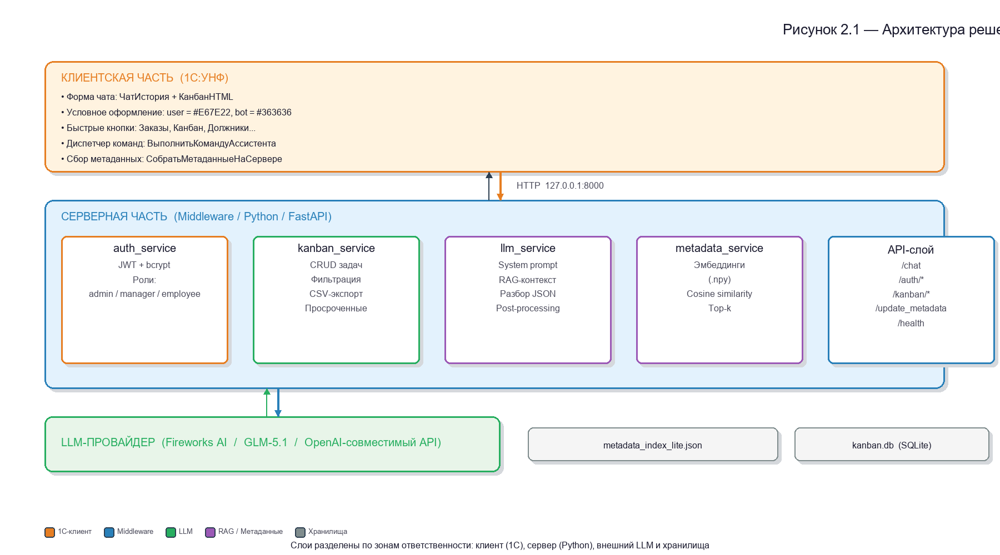 Рисунок 2.1 — Архитектура реше
КЛИЕНТСКАЯ ЧАСТЬ (1С:УНФ)
• Форма чата: ЧатИстория + КанбанHTML
• Условное оформление: user = #E67E22, bot = #363636
• Быстрые кнопки: Заказы, Канбан, Должники...
• Диспетчер команд: ВыполнитьКомандуАссистента
• Сбор метаданных: СобратьМетаданныеНаСервере
HTTP 127.0.0.1:8000
СЕРВЕРНАЯ ЧАСТЬ (Middleware / Python / FastAPI)
auth_service
JWT + bcrypt
Роли:
admin / manager / employee
kanban_service
CRUD задач
Фильтрация
CSV-экспорт
Просроченные
llm_service
System prompt
RAG-контекст
Разбор JSON
Post-processing
metadata_service
Эмбеддинги
(.npy)
Cosine similarity
Top-k
API-слой
/chat
/auth/*
/kanban/*
/update_metadata
/health
LLM-ПРОВАЙДЕР (Fireworks AI / GLM-5.1 / OpenAI-совместимый API)
metadata_index_lite.json
kanban.db (SQLite)
1С-клиент
Middleware
LLM
RAG / Метаданные
Хранилища
Слои разделены по зонам ответственности: клиент (1С), сервер (Python), внешний LLM и хранилища